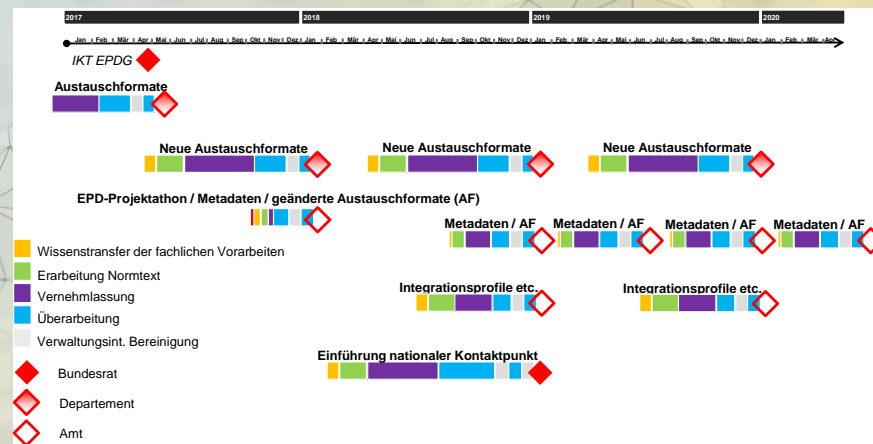 2017 2018 2019 2020
Jan Feb Mär Apr Mai Jun Jul Aug Sep Okt Nov Dez Jan Feb Mär Apr Mai Jun Jul Aug Sep Okt Nov Dez Jan Feb Mär Apr Mai Jun Jul Aug Sep Okt Nov Dez Jan Feb Mär Ap
IKT EPDG
Austauschformate
Neue Austauschformate
Neue Austauschformate
Neue Austauschformate
EPD-Projektathon / Metadaten / geänderte Austauschformate (AF)
Metadaten / AF
Metadaten / AF
Metadaten / AF
Metadaten / AF
Wissenstransfer der fachlichen Vorarbeiten
Erarbeitung Normtext
Vernehmlassung
Überarbeitung
Verwaltungsint. Bereinigung
Integrationsprofile etc.
Integrationsprofile etc.
Einführung nationaler Kontaktpunkt
Bundesrat
Departement
Amt